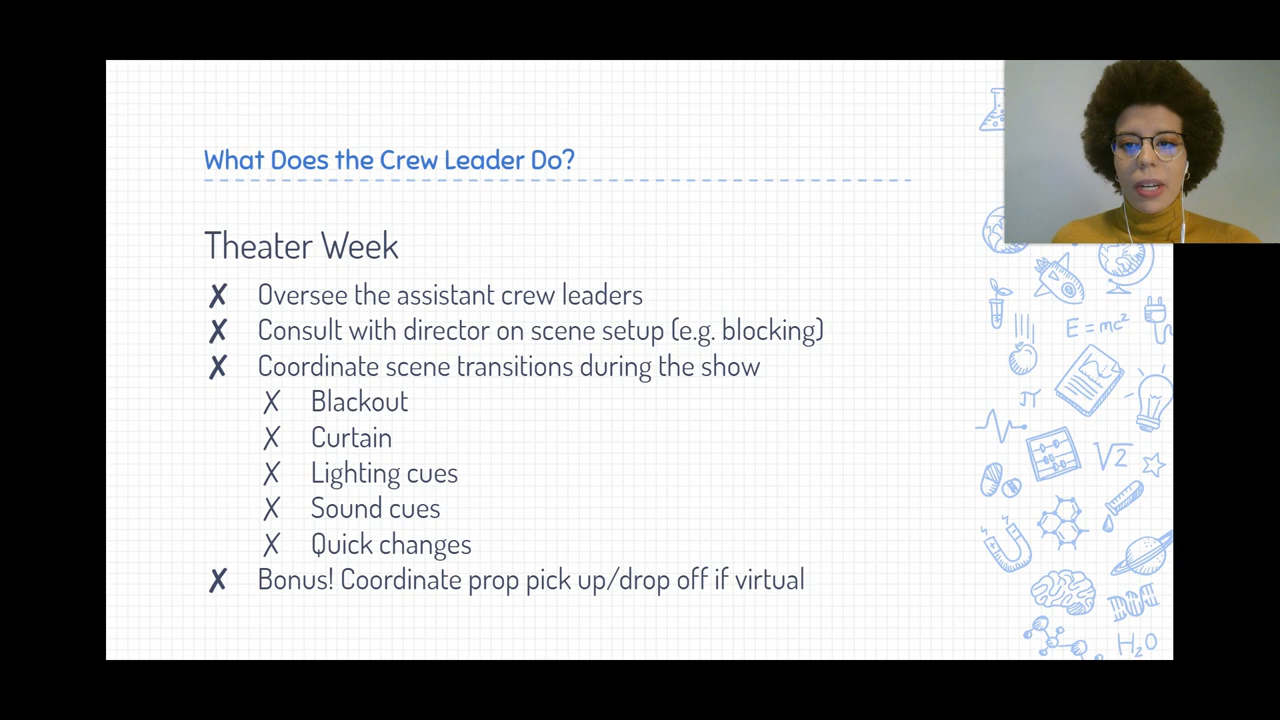 What Does the Crew Leader Do?
Theater Week
✗ Oversee the assistant crew leaders
✗ Consult with director on scene setup (e.g. blocking)
✗ Coordinate scene transitions during the show
✗ Blackout
✗ Curtain
✗ Lighting cues
✗ Sound cues
✗ Quick changes
✗ Bonus! Coordinate prop pick up/drop off if virtual
E=mc²
π
√2
H₂O